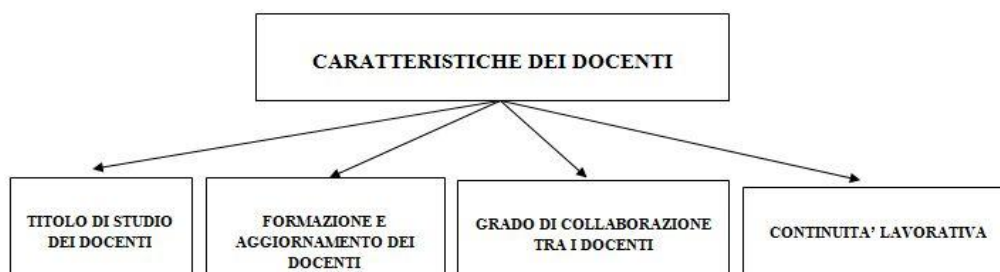 CARATTERISTICHE DEI DOCENTI
TITOLO DI STUDIO
DEI DOCENTI
FORMAZIONE E
AGGIORNAMENTO DEI
DOCENTI
GRADO DI COLLABORAZIONE
TRA I DOCENTI
CONTINUITA’ LAVORATIVA